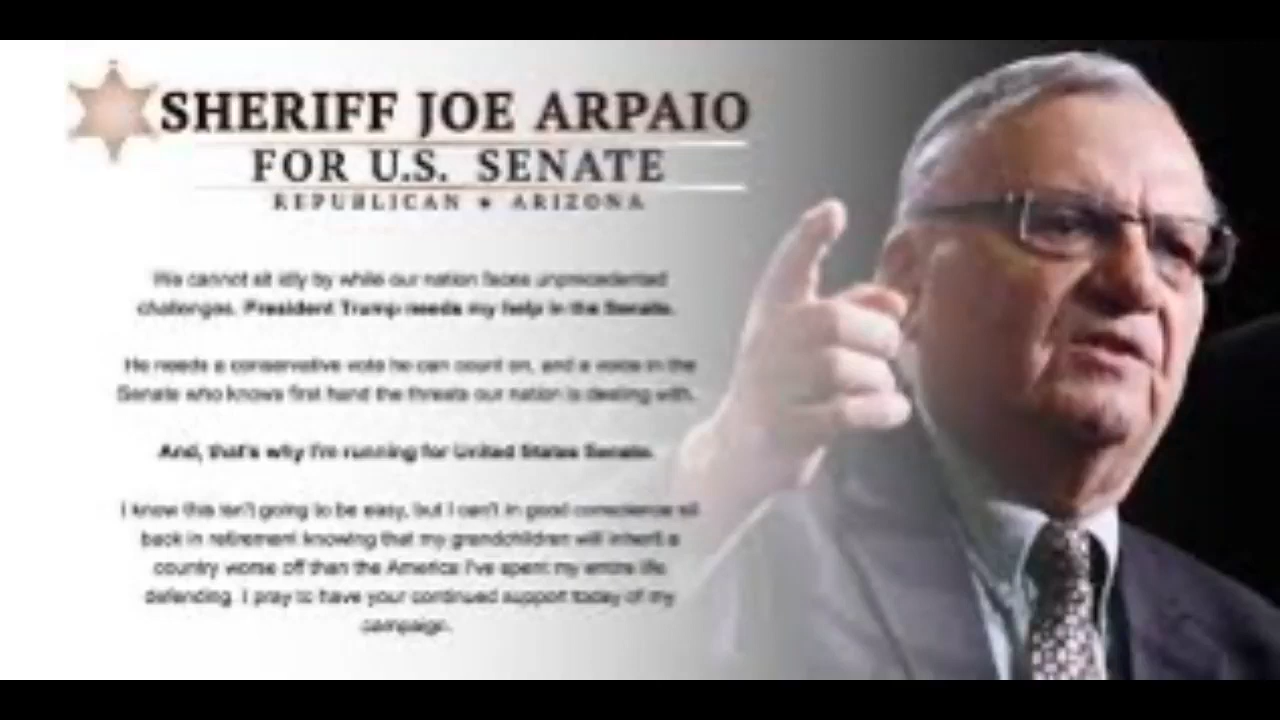 SHERIFF JOE ARPAIO
FOR U.S. SENATE
REPUBLICAN ★ ARIZONA
We cannot sit idly by while our nation faces unprecedented
challenges. President Trump needs my help in the Senate.
He needs a conservative vote he can count on, and a voice in the
Senate who knows first hand the threats our nation is dealing with.
And, that's why I'm running for United States Senate.
I know this isn't going to be easy, but I can't in good conscience sit
back in retirement knowing that my grandchildren will inherit a
country worse off than the America I've spent my entire life
defending. I pray to have your continued support today of my
campaign.